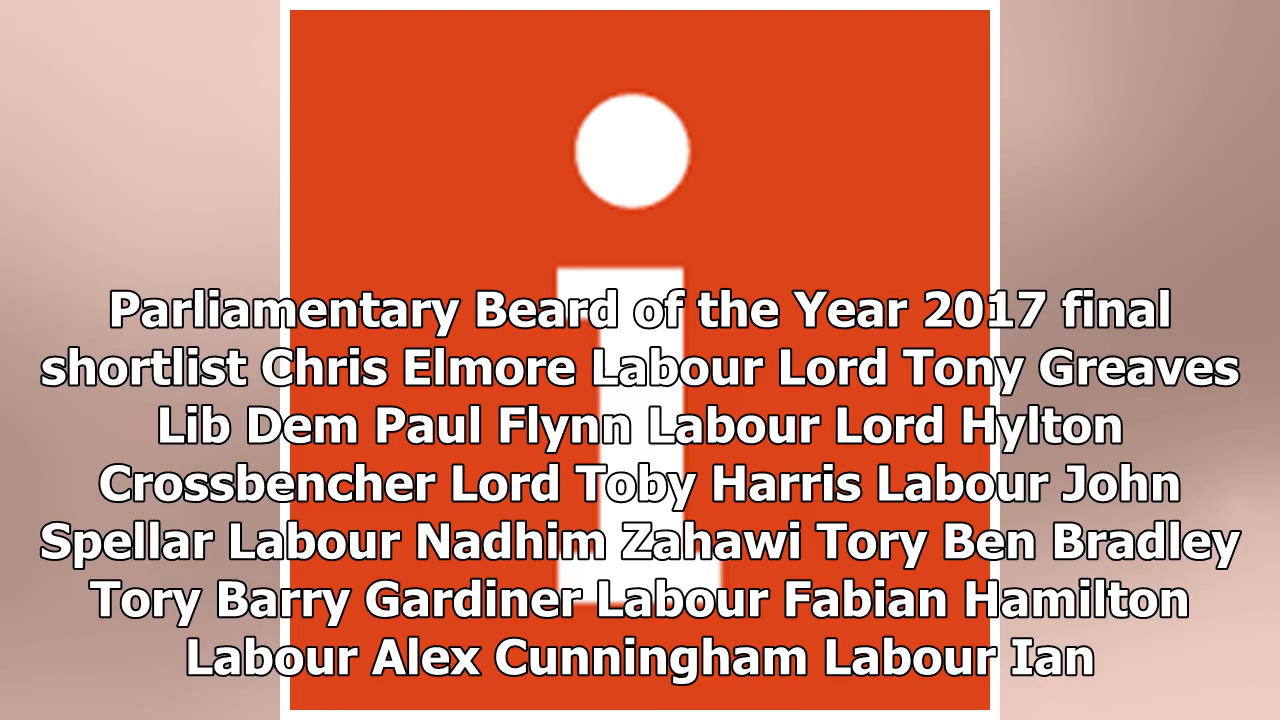 Parliamentary Beard of the Year 2017 final
shortlist Chris Elmore Labour Lord Tony Greaves
Lib Dem Paul Flynn Labour Lord Hylton
Crossbencher Lord Toby Harris Labour John
Spellar Labour Nadhim Zahawi Tory Ben Bradley
Tory Barry Gardiner Labour Fabian Hamilton
Labour Alex Cunningham Labour Ian